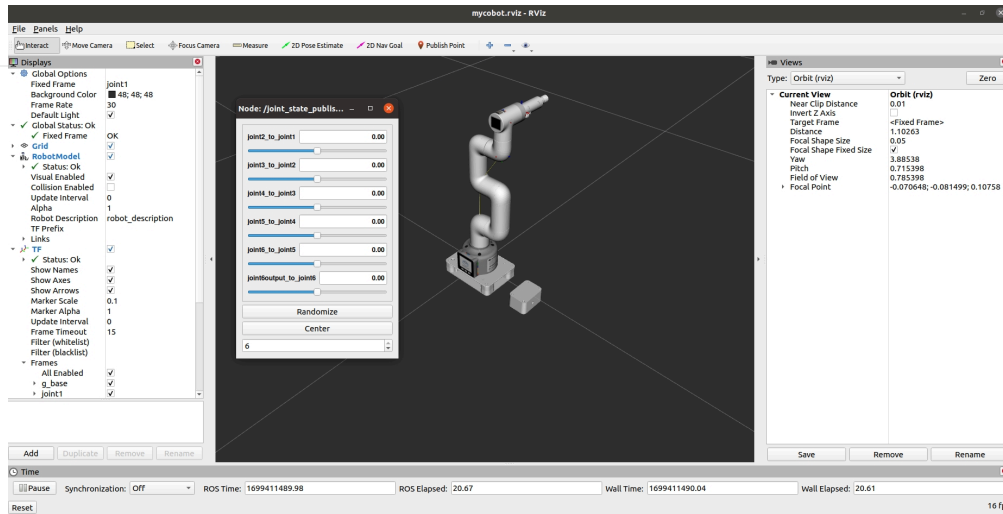 mycobot.rviz - RViz
File Panels Help
Interact Move Camera Select Focus Camera Measure 2D Pose Estimate 2D Nav Goal Publish Point
Displays
Global Options
Fixed Frame joint1
Background Color 48; 48; 48
Frame Rate 30
Default Light
Global Status: Ok
Fixed Frame OK
Grid
RobotModel
Status: Ok
Visual Enabled
Collision Enabled
Update Interval 0
Alpha 1
Robot Description robot_description
TF Prefix
Links
TF
Status: Ok
Show Names
Show Axes
Show Arrows
Marker Scale 0.1
Marker Alpha 1
Update Interval 0
Frame Timeout 15
Filter (whitelist)
Filter (blacklist)
Frames
All Enabled
g_base
joint1
Add Duplicate Remove Rename
Node: /joint_state_publis...
joint2_to_joint1 0.00
joint3_to_joint2 0.00
joint4_to_joint3 0.00
joint5_to_joint4 0.00
joint6_to_joint5 0.00
joint6output_to_joint6 0.00
Randomize
Center
6
Views
Type: Orbit (rviz) Zero
Current View Orbit (rviz)
Near Clip Distance 0.01
Invert Z Axis
Target Frame <Fixed Frame>
Distance 1.10263
Focal Shape Size 0.05
Focal Shape Fixed Size
Yaw 3.88538
Pitch 0.715398
Field of View 0.785398
Focal Point -0.070648; -0.081499; 0.10758
Save Remove Rename
Time
Pause Synchronization: Off ROS Time: 1699411489.98 ROS Elapsed: 20.67 Wall Time: 1699411490.04 Wall Elapsed: 20.61
Reset 16